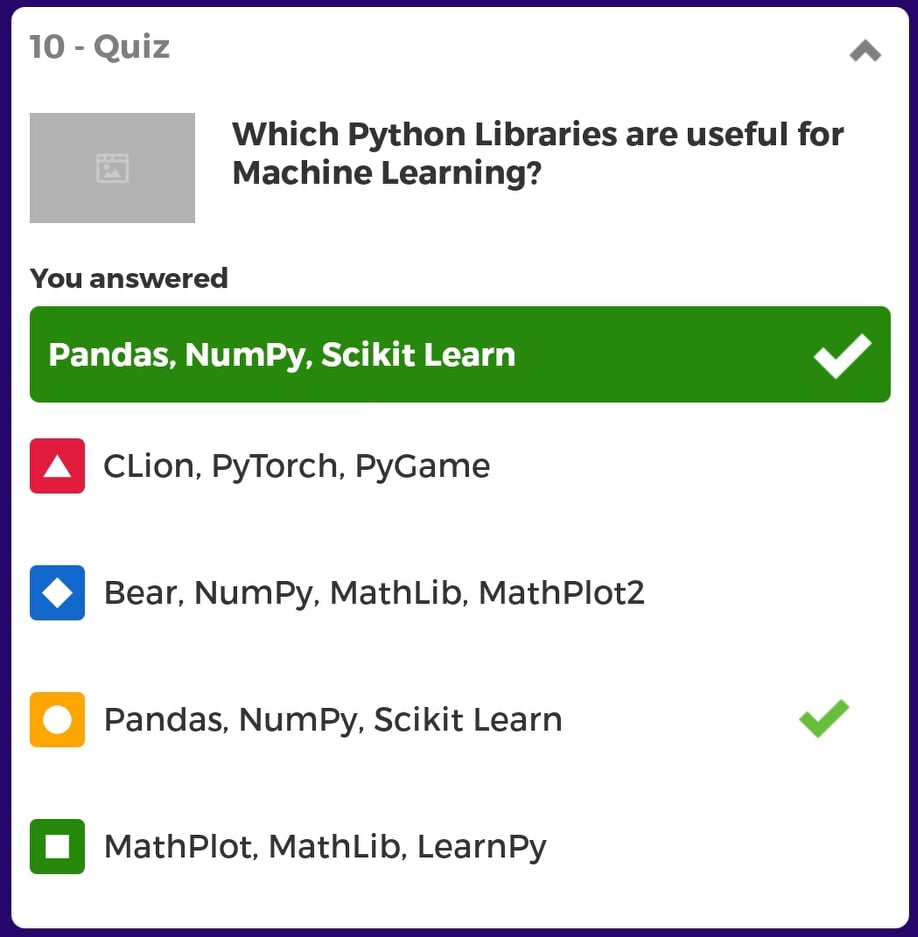 10 - Quiz
Which Python Libraries are useful for
Machine Learning?
You answered
Pandas, NumPy, Scikit Learn
CLion, PyTorch, PyGame
Bear, NumPy, MathLib, MathPlot2
Pandas, NumPy, Scikit Learn
MathPlot, MathLib, LearnPy